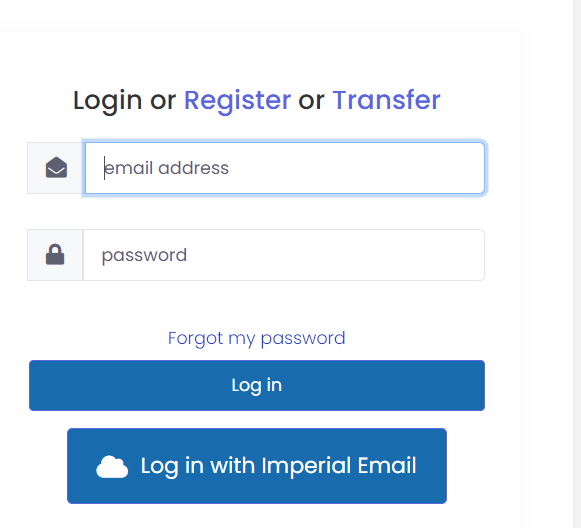 Login or Register or Transfer
email address
password
Forgot my password
Log in
Log in with Imperial Email